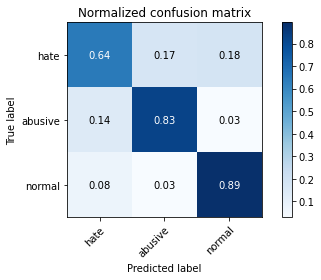 Normalized confusion matrix
True label
hate 0.64 0.17 0.18
abusive 0.14 0.83 0.03
normal 0.08 0.03 0.89
hate abusive normal
Predicted label
0.8
0.7
0.6
0.5
0.4
0.3
0.2
0.1